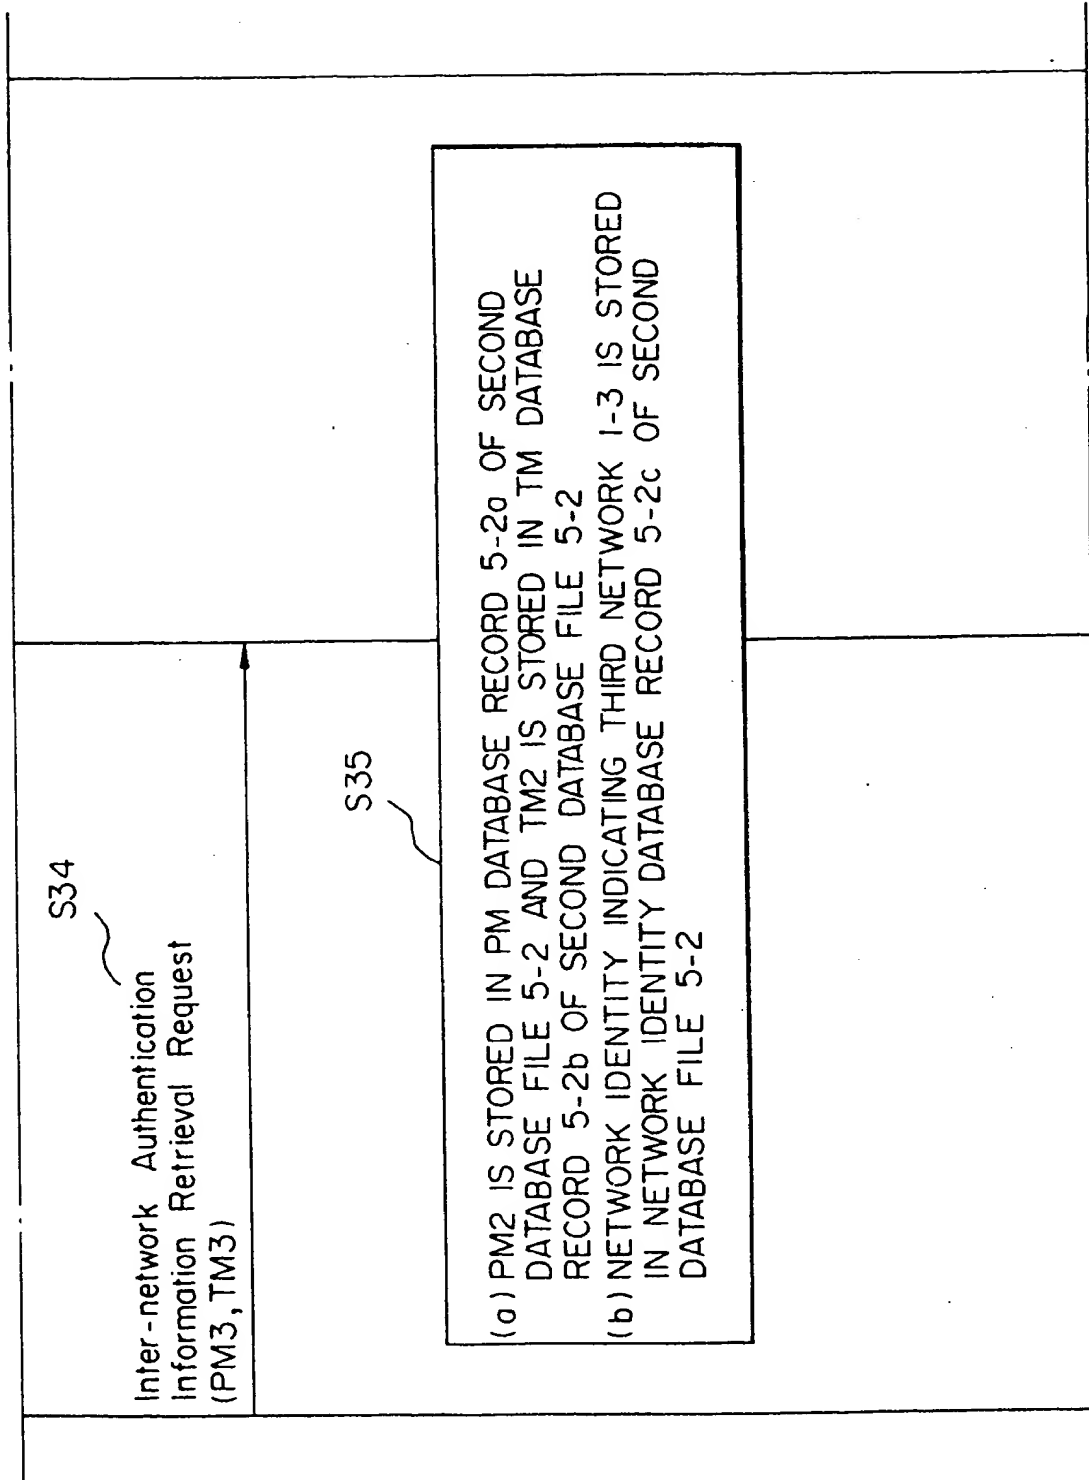 S34
Inter-network Authentication
Information Retrieval Request
(PM3, TM3)
S35
(a) PM2 IS STORED IN PM DATABASE RECORD 5-2a OF SECOND
DATABASE FILE 5-2 AND TM2 IS STORED IN TM DATABASE
RECORD 5-2b OF SECOND DATABASE FILE 5-2
(b) NETWORK IDENTITY INDICATING THIRD NETWORK 1-3 IS STORED
IN NETWORK IDENTITY DATABASE RECORD 5-2c OF SECOND
DATABASE FILE 5-2